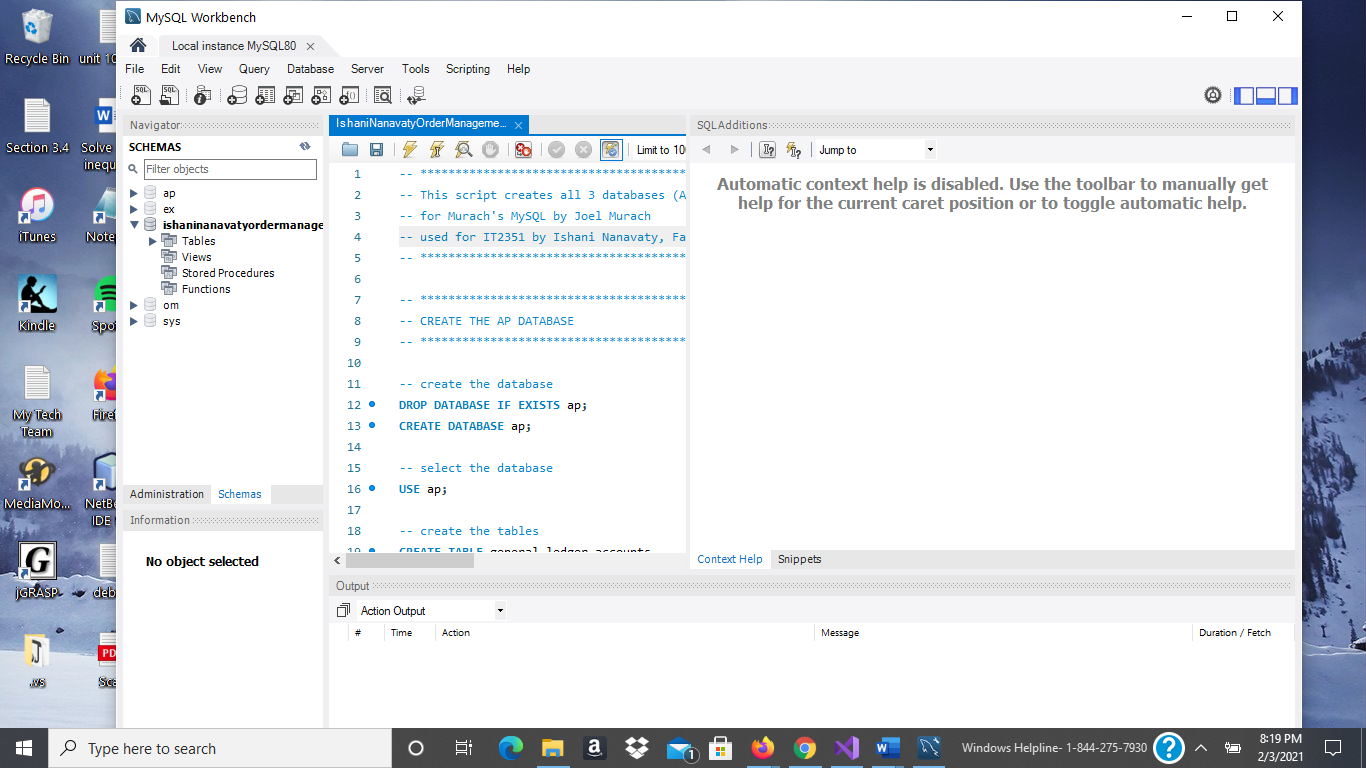 MySQL Workbench
Local instance MySQL80
File Edit View Query Database Server Tools Scripting Help
Navigator
SCHEMAS
Filter objects
ap
ex
ishaninanavatyordermanage
Tables
Views
Stored Procedures
Functions
om
sys
Administration Schemas
Information
No object selected
IshaniNanavatyOrderManageme...
Limit to 100
1 -- **************************************
2 -- This script creates all 3 databases (A
3 -- for Murach's MySQL by Joel Murach
4 -- used for IT2351 by Ishani Nanavaty, Fa
5 -- **************************************
6
7 -- **************************************
8 -- CREATE THE AP DATABASE
9 -- **************************************
10
11 -- create the database
12 DROP DATABASE IF EXISTS ap;
13 CREATE DATABASE ap;
14
15 -- select the database
16 USE ap;
17
18 -- create the tables
19 CREATE TABLE general_ledger_accounts
SQLAdditions
Jump to
Automatic context help is disabled. Use the toolbar to manually get
help for the current caret position or to toggle automatic help.
Context Help Snippets
Output
Action Output
# Time Action Message Duration / Fetch
Recycle Bin
unit 10
Section 3.4
Solve
inequ
iTunes
Note
Kindle
Spo
My Tech
Team
Firef
MediaMo...
NetBe
IDE
jGRASP
deb
.vs
PD
Sca
Type here to search
1
Windows Helpline- 1-844-275-7930
8:19 PM
2/3/2021